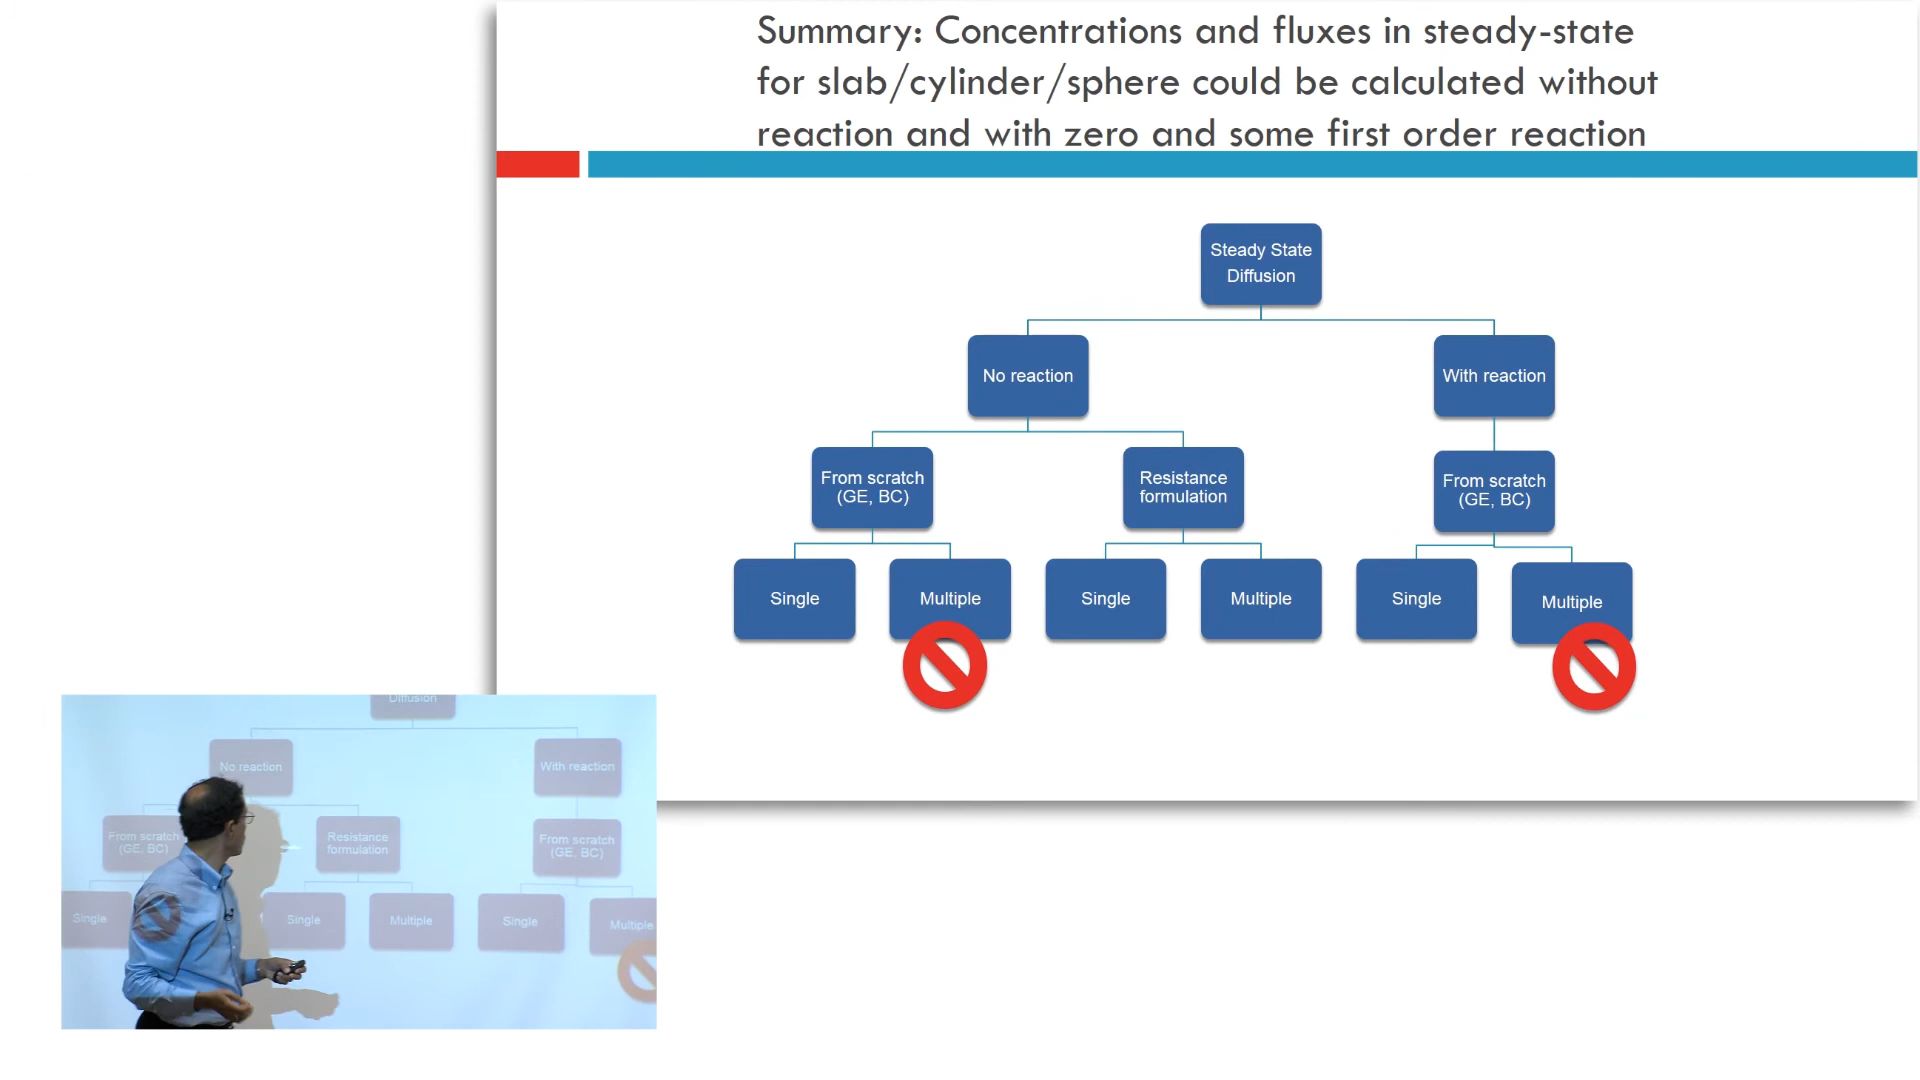 Summary: Concentrations and fluxes in steady-state
for slab/cylinder/sphere could be calculated without
reaction and with zero and some first order reaction
Steady State
Diffusion
No reaction
With reaction
From scratch
(GE, BC)
Resistance
formulation
From scratch
(GE, BC)
Single
Multiple
Single
Multiple
Single
Multiple
Diffusion
No reaction
With reaction
From scratch
(GE, BC)
Resistance
formulation
From scratch
(GE, BC)
Single
Single
Multiple
Single
Multiple